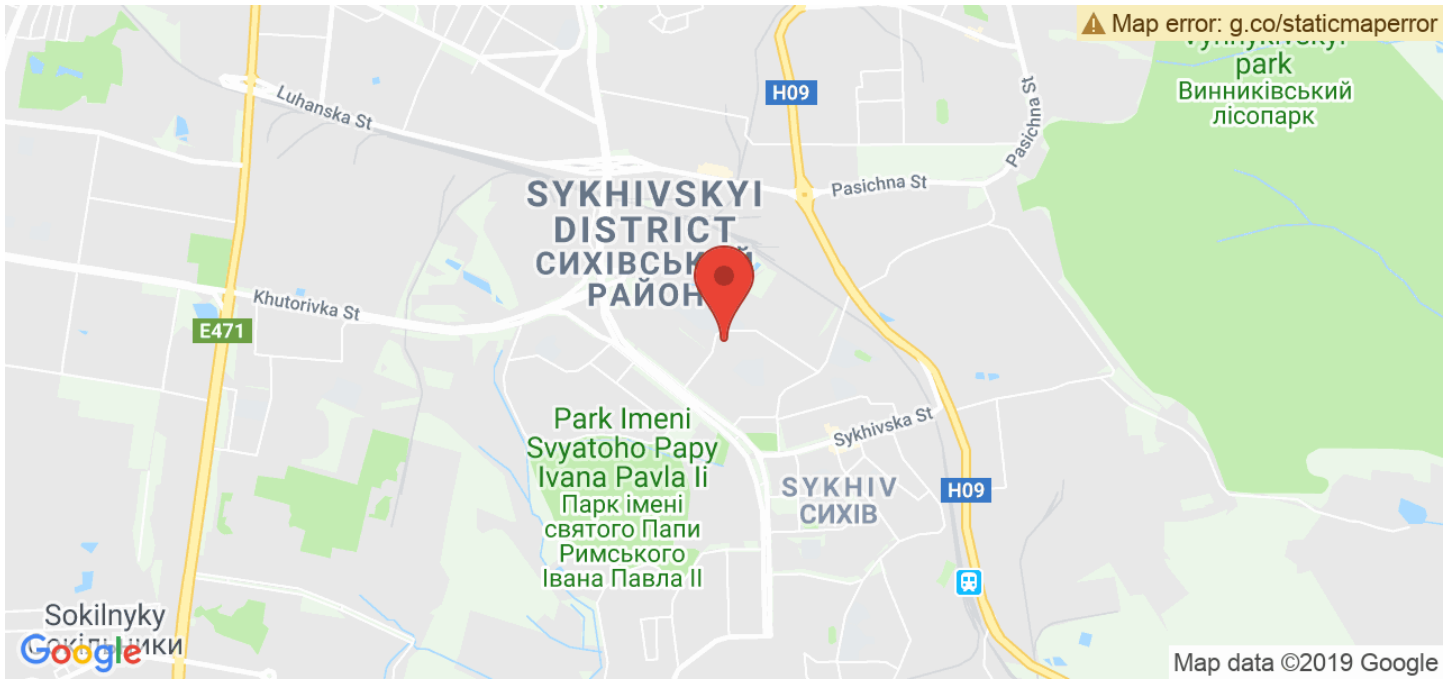 Map error: g.co/staticmaperror
Vynnykivskyi
park
Винниківський
лісопарк
H09
Luhanska St
Pasichna St
Pasichna St
SYKHIVSKYI
DISTRICT
СИХІВСЬКИЙ
РАЙОН
Khutorivka St
E471
Park Imeni
Svyatoho Papy
Ivana Pavla Ii
Парк імені
святого Папи
Римського
Івана Павла II
Sykhivska St
SYKHIV
СИХІВ
H09
Sokilnyky
Сокільники
Google
Map data ©2019 Google